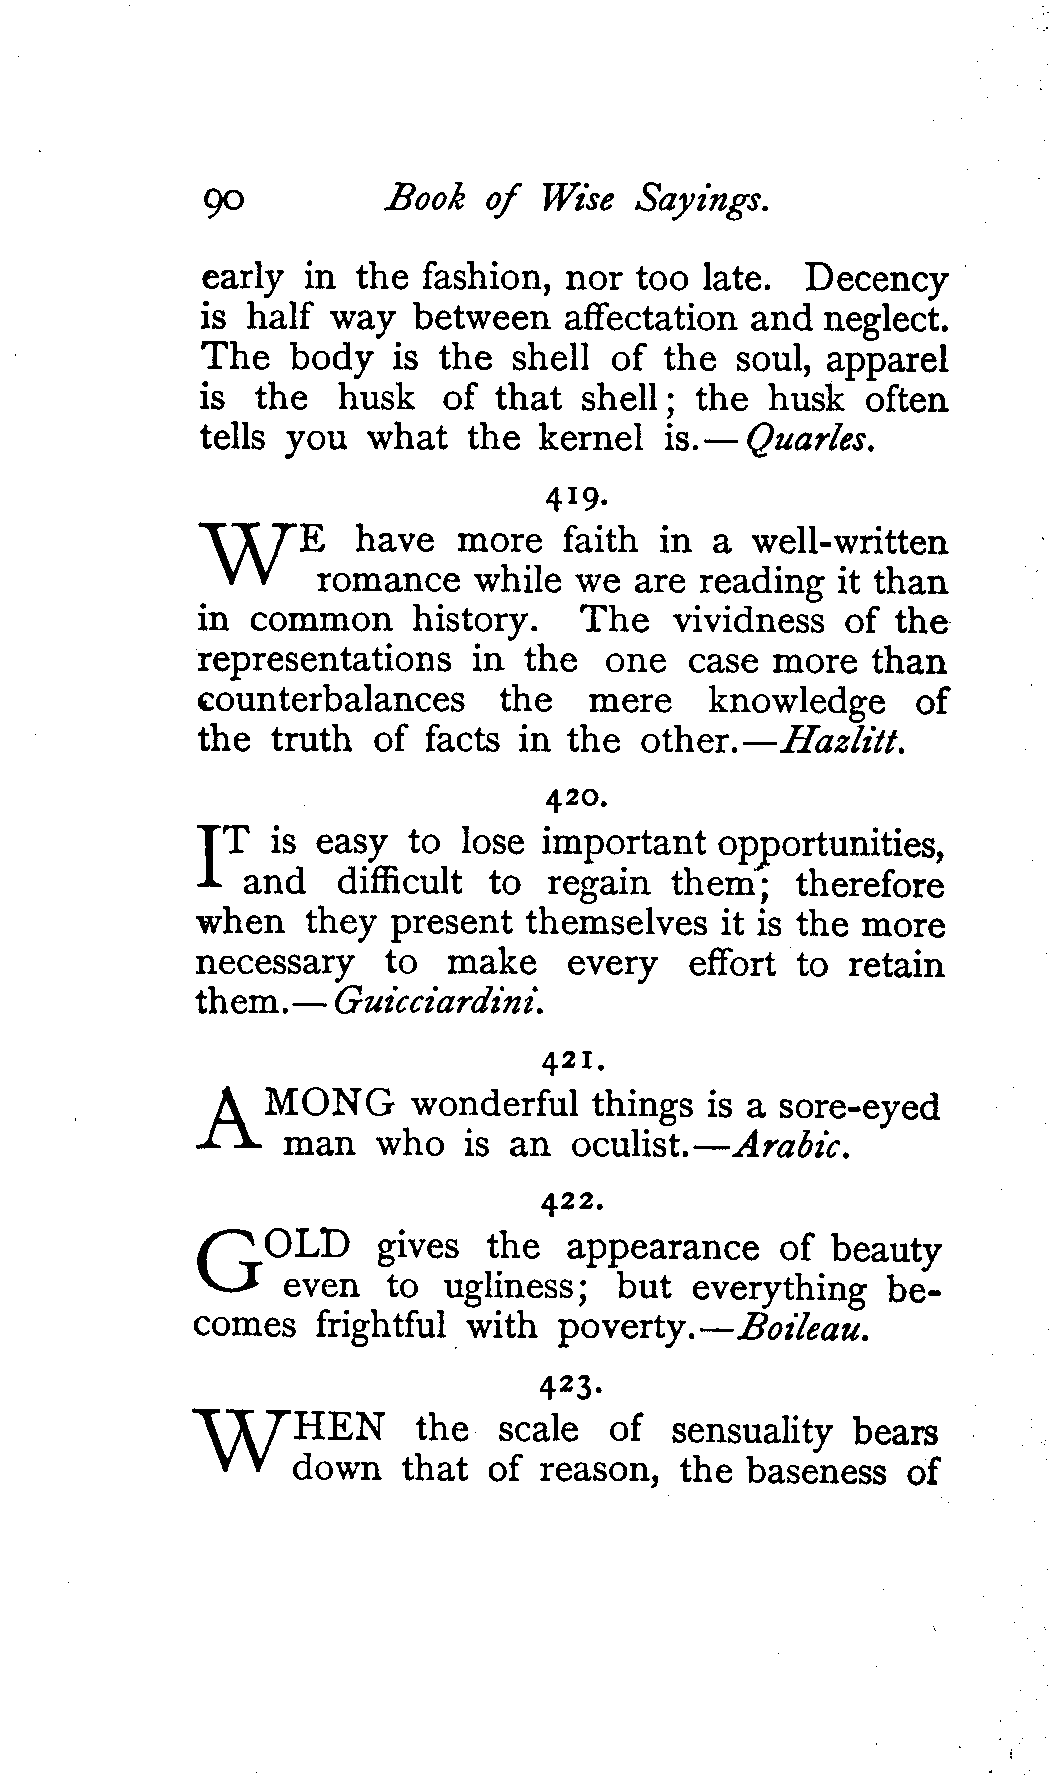 90 Book of Wise Sayings.
early in the fashion, nor too late. Decency
is half way between affectation and neglect.
The body is the shell of the soul, apparel
is the husk of that shell; the husk often
tells you what the kernel is.—Quarles.
419.
WE have more faith in a well-written
romance while we are reading it than
in common history. The vividness of the
representations in the one case more than
counterbalances the mere knowledge of
the truth of facts in the other.—Hazlitt.
420.
IT is easy to lose important opportunities,
and difficult to regain them; therefore
when they present themselves it is the more
necessary to make every effort to retain
them.—Guicciardini.
421.
AMONG wonderful things is a sore-eyed
man who is an oculist.—Arabic.
422.
GOLD gives the appearance of beauty
even to ugliness; but everything be-
comes frightful with poverty.—Boileau.
423.
WHEN the scale of sensuality bears
down that of reason, the baseness of